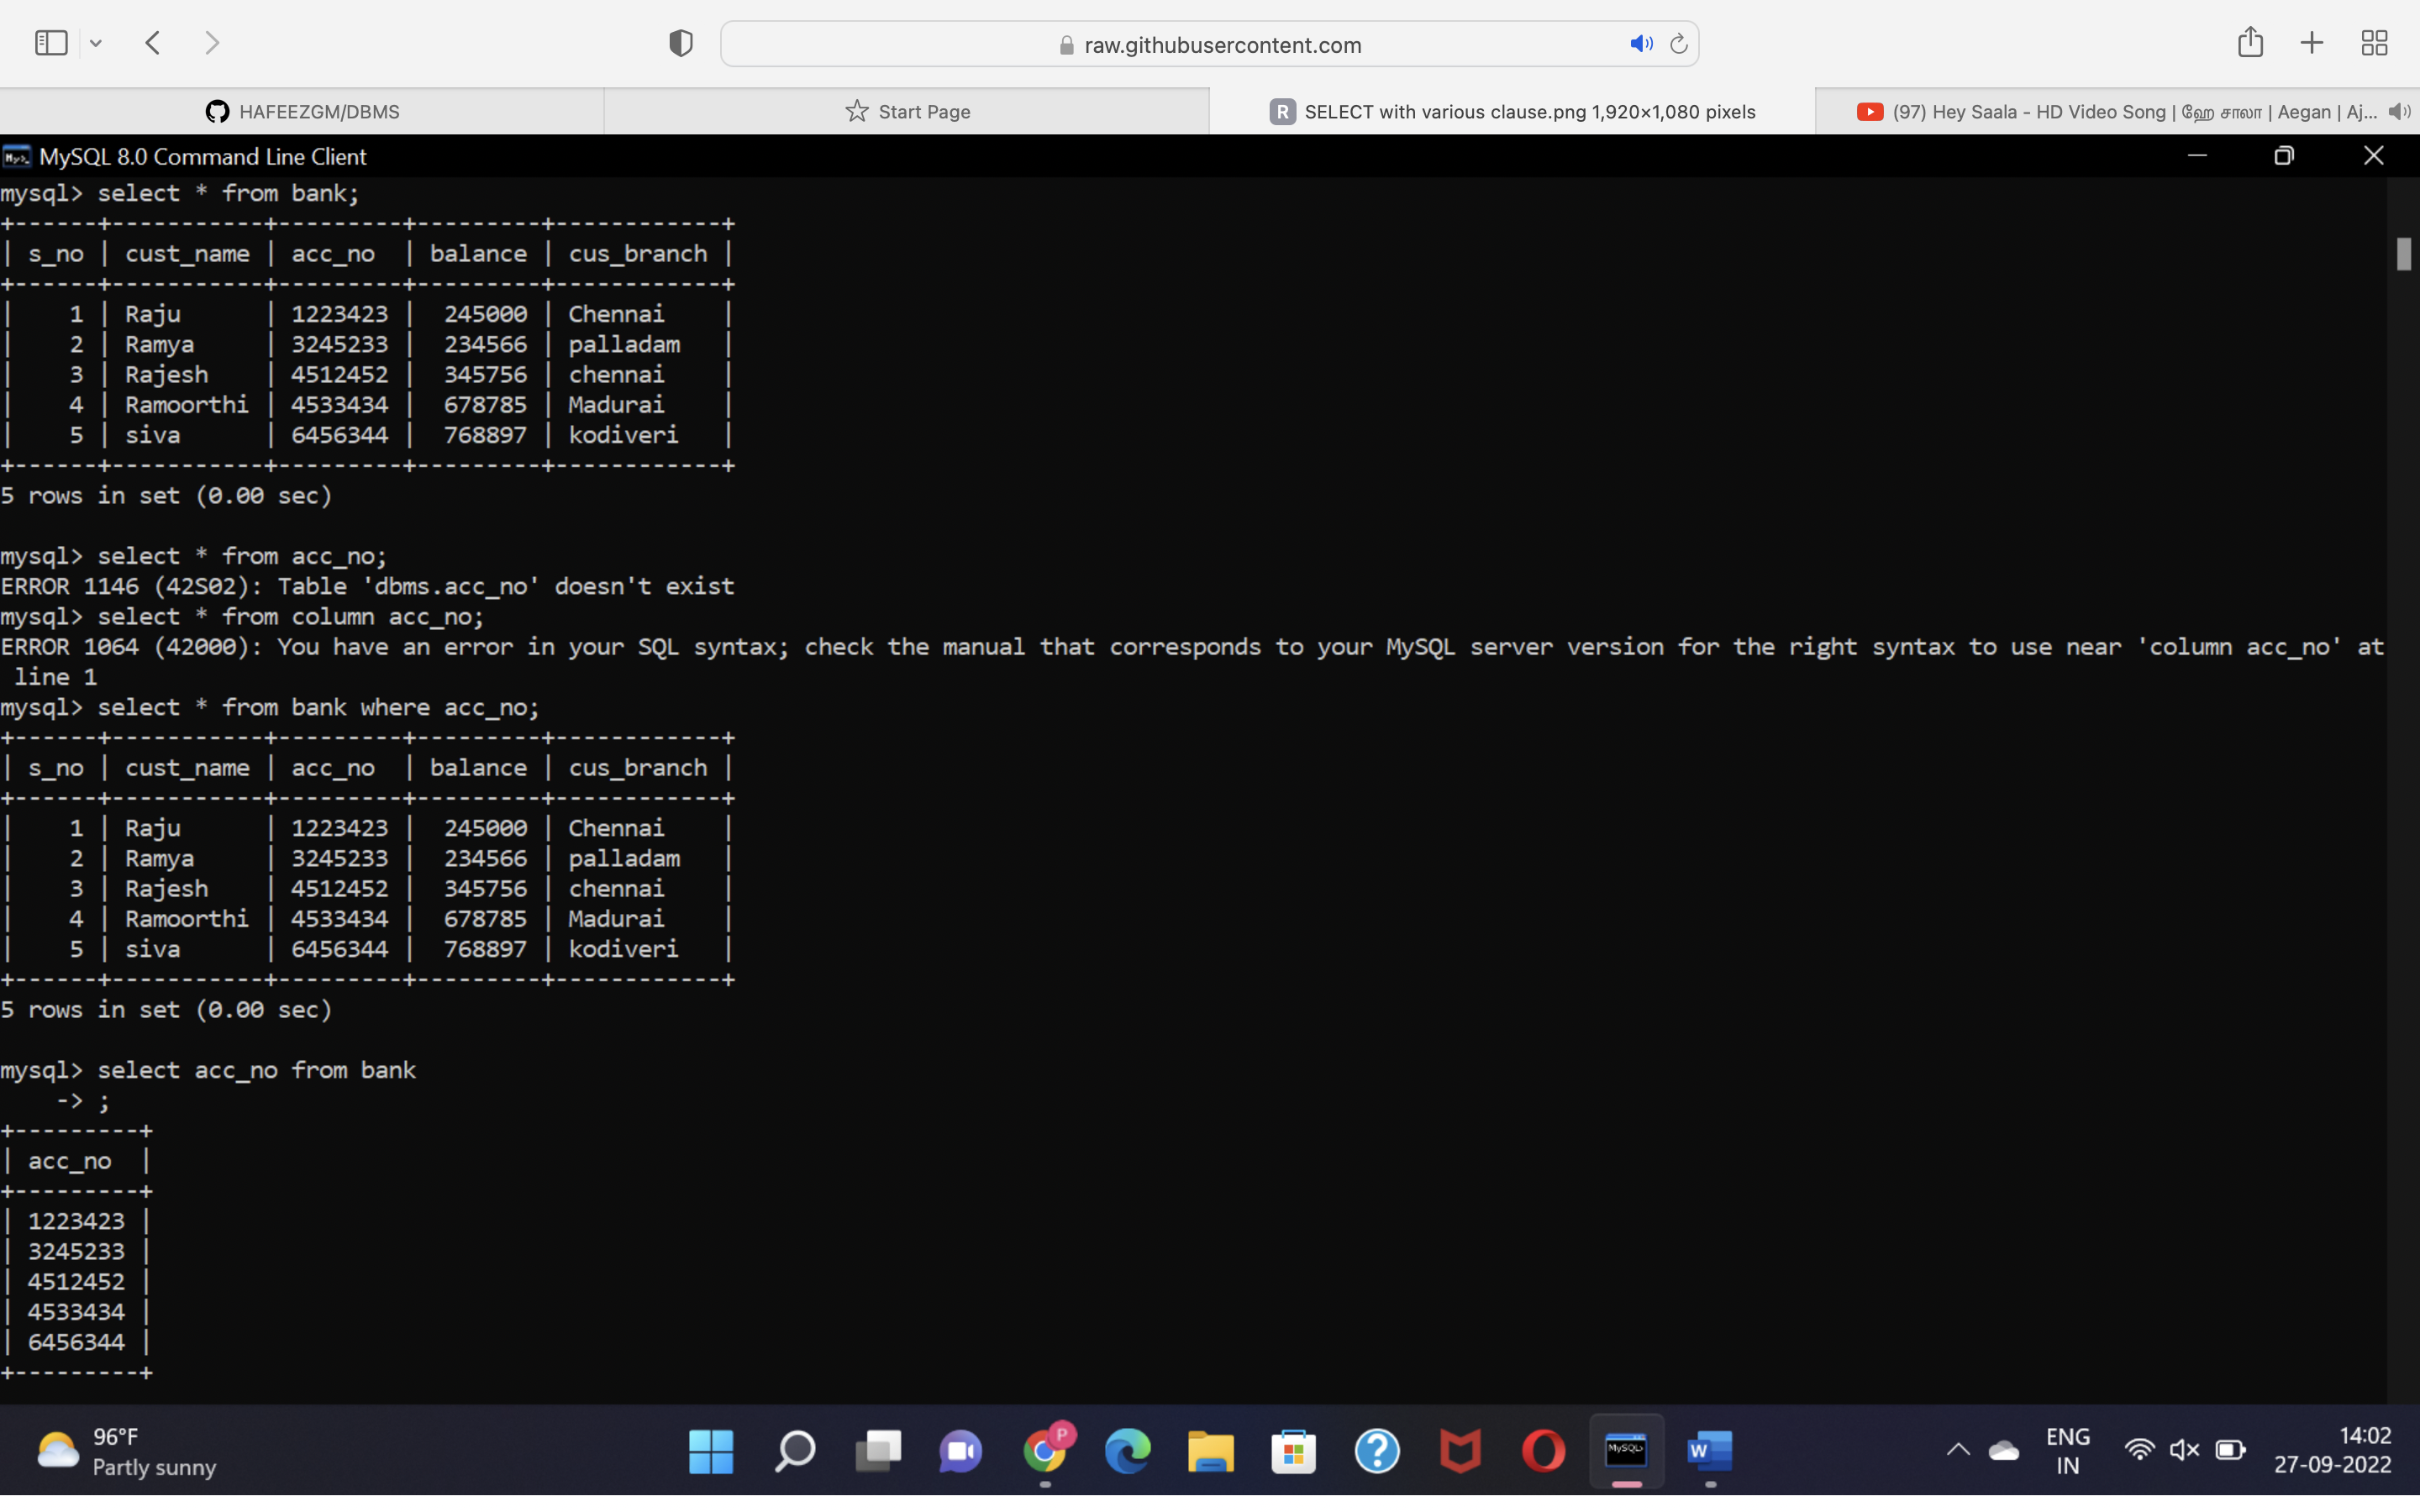 raw.githubusercontent.com
HAFEEZGM/DBMS
Start Page
R SELECT with various clause.png 1,920×1,080 pixels
(97) Hey Saala - HD Video Song | ஹே சாலா | Aegan | Aj...
MySQL 8.0 Command Line Client
mysql> select * from bank;
+------+-----------+---------+---------+------------+
| s_no | cust_name | acc_no  | balance | cus_branch |
+------+-----------+---------+---------+------------+
|    1 | Raju      | 1223423 |  245000 | Chennai    |
|    2 | Ramya     | 3245233 |  234566 | palladam   |
|    3 | Rajesh    | 4512452 |  345756 | chennai    |
|    4 | Ramoorthi | 4533434 |  678785 | Madurai    |
|    5 | siva      | 6456344 |  768897 | kodiveri   |
+------+-----------+---------+---------+------------+
5 rows in set (0.00 sec)
mysql> select * from acc_no;
ERROR 1146 (42S02): Table 'dbms.acc_no' doesn't exist
mysql> select * from column acc_no;
ERROR 1064 (42000): You have an error in your SQL syntax; check the manual that corresponds to your MySQL server version for the right syntax to use near 'column acc_no' at
 line 1
mysql> select * from bank where acc_no;
+------+-----------+---------+---------+------------+
| s_no | cust_name | acc_no  | balance | cus_branch |
+------+-----------+---------+---------+------------+
|    1 | Raju      | 1223423 |  245000 | Chennai    |
|    2 | Ramya     | 3245233 |  234566 | palladam   |
|    3 | Rajesh    | 4512452 |  345756 | chennai    |
|    4 | Ramoorthi | 4533434 |  678785 | Madurai    |
|    5 | siva      | 6456344 |  768897 | kodiveri   |
+------+-----------+---------+---------+------------+
5 rows in set (0.00 sec)
mysql> select acc_no from bank
    -> ;
+---------+
| acc_no  |
+---------+
| 1223423 |
| 3245233 |
| 4512452 |
| 4533434 |
| 6456344 |
+---------+
96°F
Partly sunny
P
MySQL>
W
ENG
IN
14:02
27-09-2022